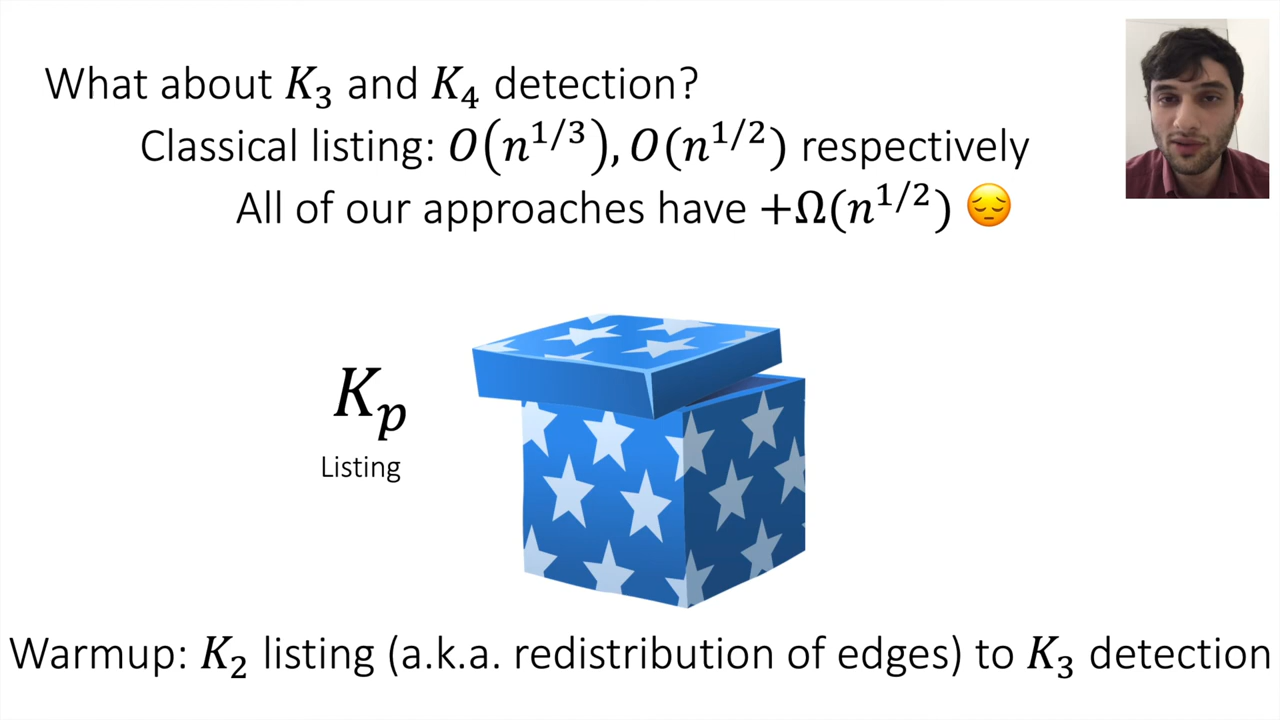 What about K₃ and K₄ detection?
Classical listing: O(n^{1/3}), O(n^{1/2}) respectively
All of our approaches have +Ω(n^{1/2}) 😔
K_p
Listing
Warmup: K₂ listing (a.k.a. redistribution of edges) to K₃ detection